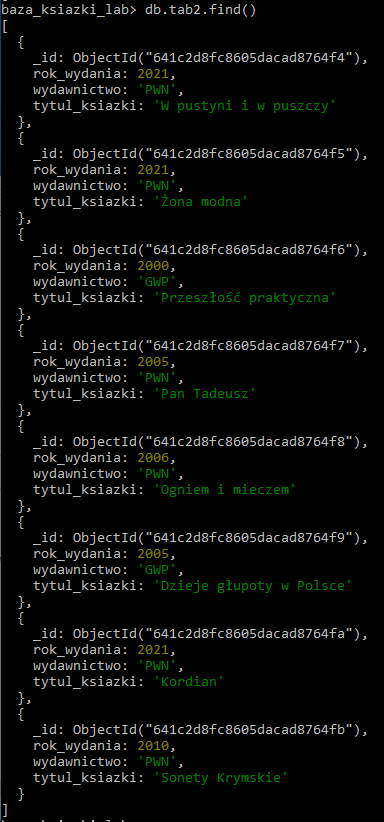 baza_ksiazki_lab> db.tab2.find()
[
  {
    _id: ObjectId("641c2d8fc8605dacad8764f4"),
    rok_wydania: 2021,
    wydawnictwo: 'PWN',
    tytul_ksiazki: 'W pustyni i w puszczy'
  },
  {
    _id: ObjectId("641c2d8fc8605dacad8764f5"),
    rok_wydania: 2021,
    wydawnictwo: 'PWN',
    tytul_ksiazki: 'Żona modna'
  },
  {
    _id: ObjectId("641c2d8fc8605dacad8764f6"),
    rok_wydania: 2000,
    wydawnictwo: 'GWP',
    tytul_ksiazki: 'Przeszłość praktyczna'
  },
  {
    _id: ObjectId("641c2d8fc8605dacad8764f7"),
    rok_wydania: 2005,
    wydawnictwo: 'PWN',
    tytul_ksiazki: 'Pan Tadeusz'
  },
  {
    _id: ObjectId("641c2d8fc8605dacad8764f8"),
    rok_wydania: 2006,
    wydawnictwo: 'PWN',
    tytul_ksiazki: 'Ogniem i mieczem'
  },
  {
    _id: ObjectId("641c2d8fc8605dacad8764f9"),
    rok_wydania: 2005,
    wydawnictwo: 'GWP',
    tytul_ksiazki: 'Dzieje głupoty w Polsce'
  },
  {
    _id: ObjectId("641c2d8fc8605dacad8764fa"),
    rok_wydania: 2021,
    wydawnictwo: 'PWN',
    tytul_ksiazki: 'Kordian'
  },
  {
    _id: ObjectId("641c2d8fc8605dacad8764fb"),
    rok_wydania: 2010,
    wydawnictwo: 'PWN',
    tytul_ksiazki: 'Sonety Krymskie'
  }
]